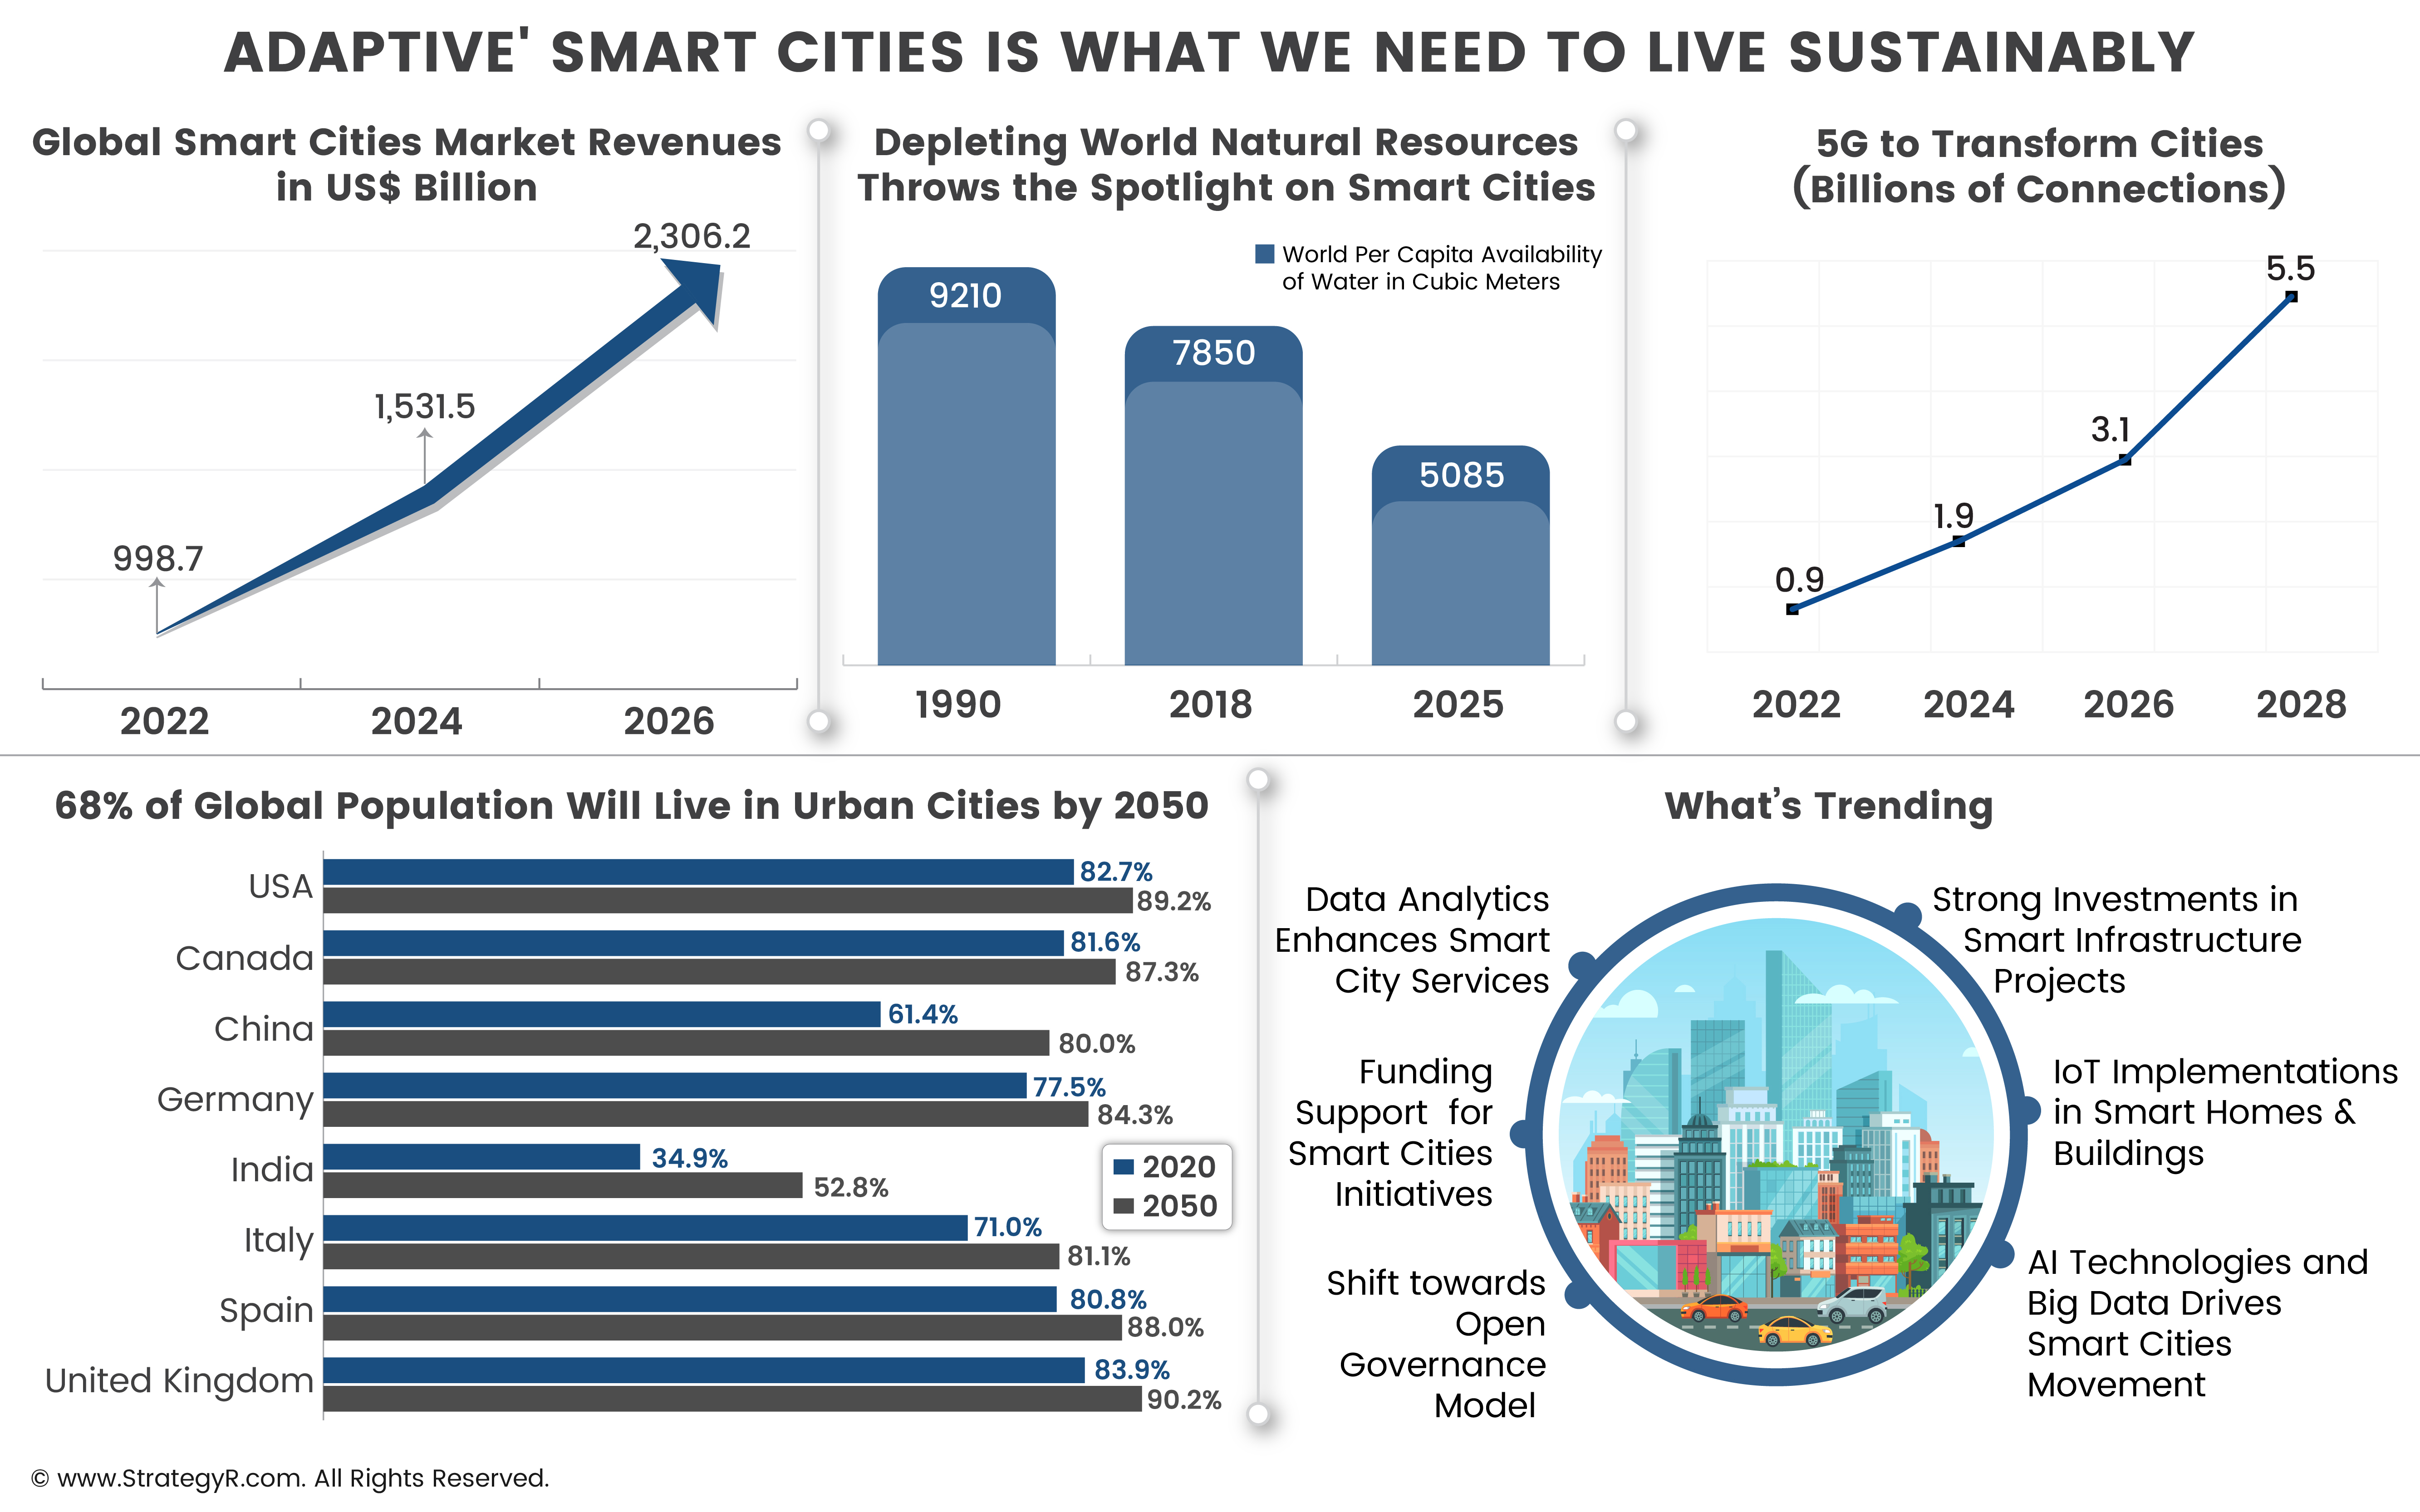 ADAPTIVE' SMART CITIES IS WHAT WE NEED TO LIVE SUSTAINABLY
Global Smart Cities Market Revenues
in US$ Billion
2,306.2
1,531.5
998.7
2022
2024
2026
Depleting World Natural Resources
Throws the Spotlight on Smart Cities
World Per Capita Availability
of Water in Cubic Meters
9210
7850
5085
1990
2018
2025
5G to Transform Cities
(Billions of Connections)
5.5
3.1
1.9
0.9
2022
2024
2026
2028
68% of Global Population Will Live in Urban Cities by 2050
USA
82.7%
89.2%
Canada
81.6%
87.3%
China
61.4%
80.0%
Germany
77.5%
84.3%
India
34.9%
52.8%
Italy
71.0%
81.1%
Spain
80.8%
88.0%
United Kingdom
83.9%
90.2%
2020
2050
What's Trending
Data Analytics
Enhances Smart
City Services
Funding
Support for
Smart Cities
Initiatives
Shift towards
Open
Governance
Model
Strong Investments in
Smart Infrastructure
Projects
IoT Implementations
in Smart Homes &
Buildings
AI Technologies and
Big Data Drives
Smart Cities
Movement
© www.StrategyR.com. All Rights Reserved.